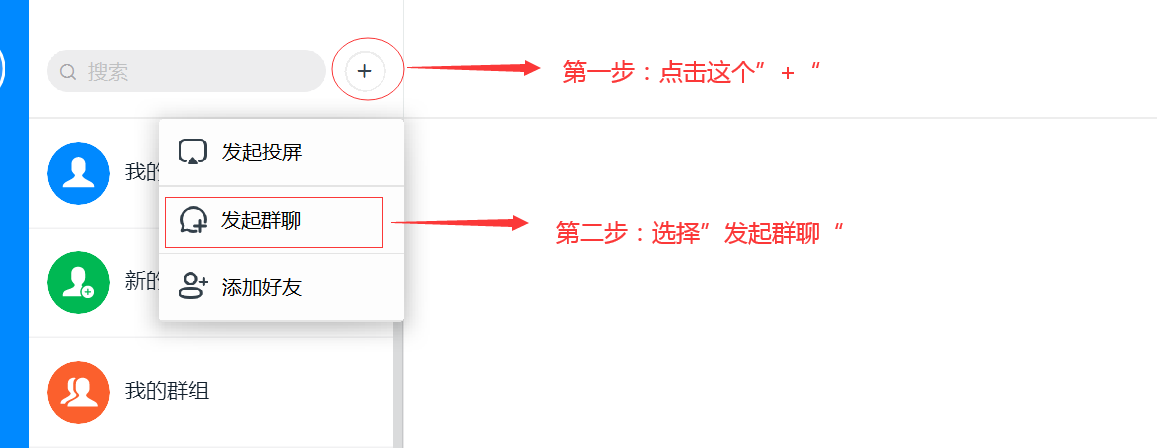 搜索
第一步：点击这个”+“
发起投屏
我的
发起群聊
第二步：选择”发起群聊“
新的
添加好友
我的群组